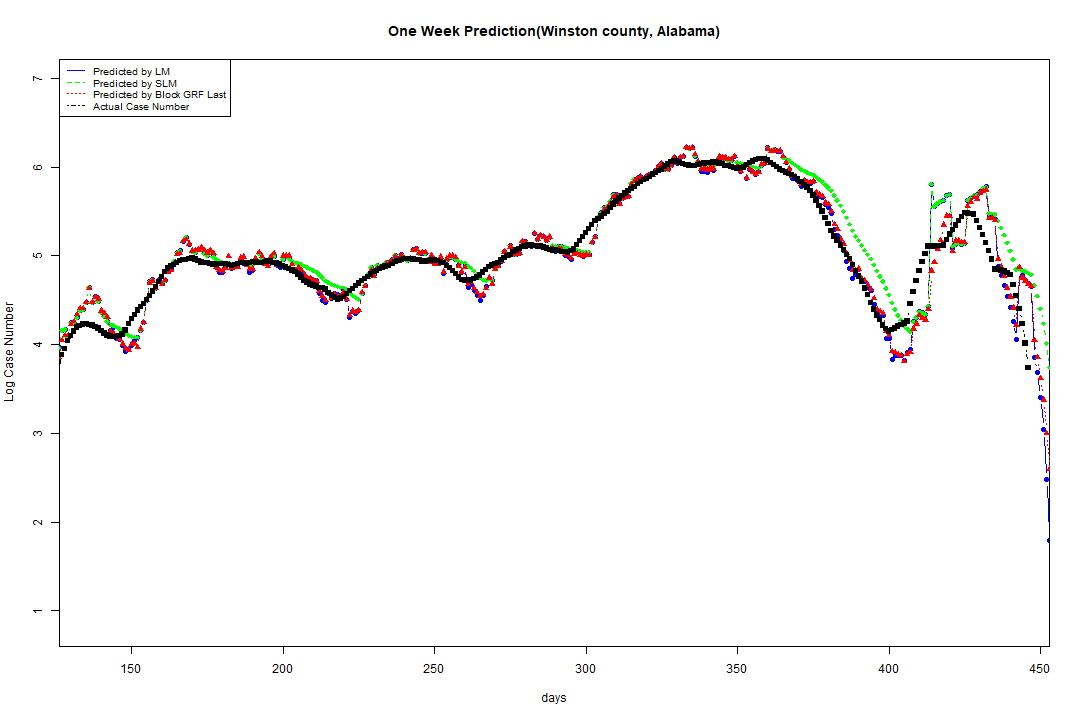 One Week Prediction(Winston county, Alabama)
Predicted by LM
Predicted by SLM
Predicted by Block GRF Last
Actual Case Number
Log Case Number
7
6
5
4
3
2
1
150 200 250 300 350 400 450
days